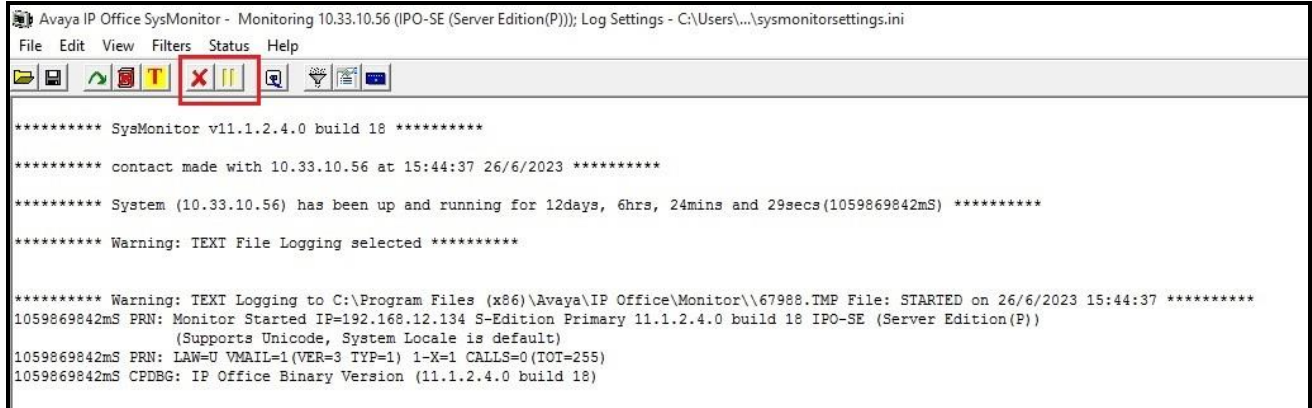 Avaya IP Office SysMonitor - Monitoring 10.33.10.56 (IPO-SE (Server Edition(P))); Log Settings - C:\Users\...\sysmonitorsettings.ini
File Edit View Filters Status Help
T
********** SysMonitor v11.1.2.4.0 build 18 **********
********** contact made with 10.33.10.56 at 15:44:37 26/6/2023 **********
********** System (10.33.10.56) has been up and running for 12days, 6hrs, 24mins and 29secs(1059869842mS) **********
********** Warning: TEXT File Logging selected **********
********** Warning: TEXT Logging to C:\Program Files (x86)\Avaya\IP Office\Monitor\\67988.TMP File: STARTED on 26/6/2023 15:44:37 **********
1059869842mS PRN: Monitor Started IP=192.168.12.134 S-Edition Primary 11.1.2.4.0 build 18 IPO-SE (Server Edition(P))
(Supports Unicode, System Locale is default)
1059869842mS PRN: LAW=U VMAIL=1(VER=3 TYP=1) 1-X=1 CALLS=0(TOT=255)
1059869842mS CPDBG: IP Office Binary Version (11.1.2.4.0 build 18)